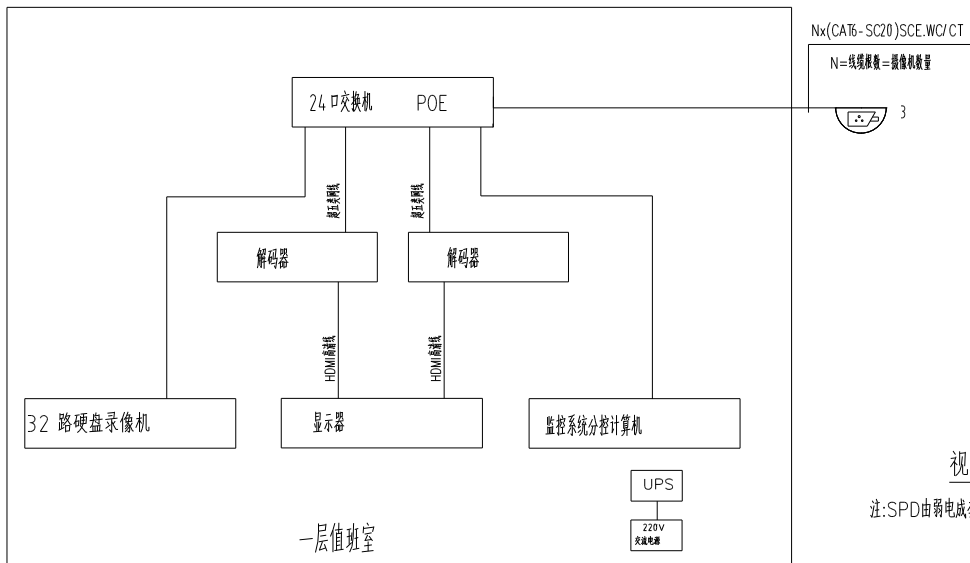 Nx(CAT6-SC20)SCE.WC/CT
N=线缆根数=摄像机数量
24口交换机 POE
3
超五类网线
超五类网线
解码器
解码器
HDMI高清线
HDMI高清线
32 路硬盘录像机
显示器
监控系统分控计算机
UPS
视
220V
交流电源
注:SPD由弱电成
一层值班室